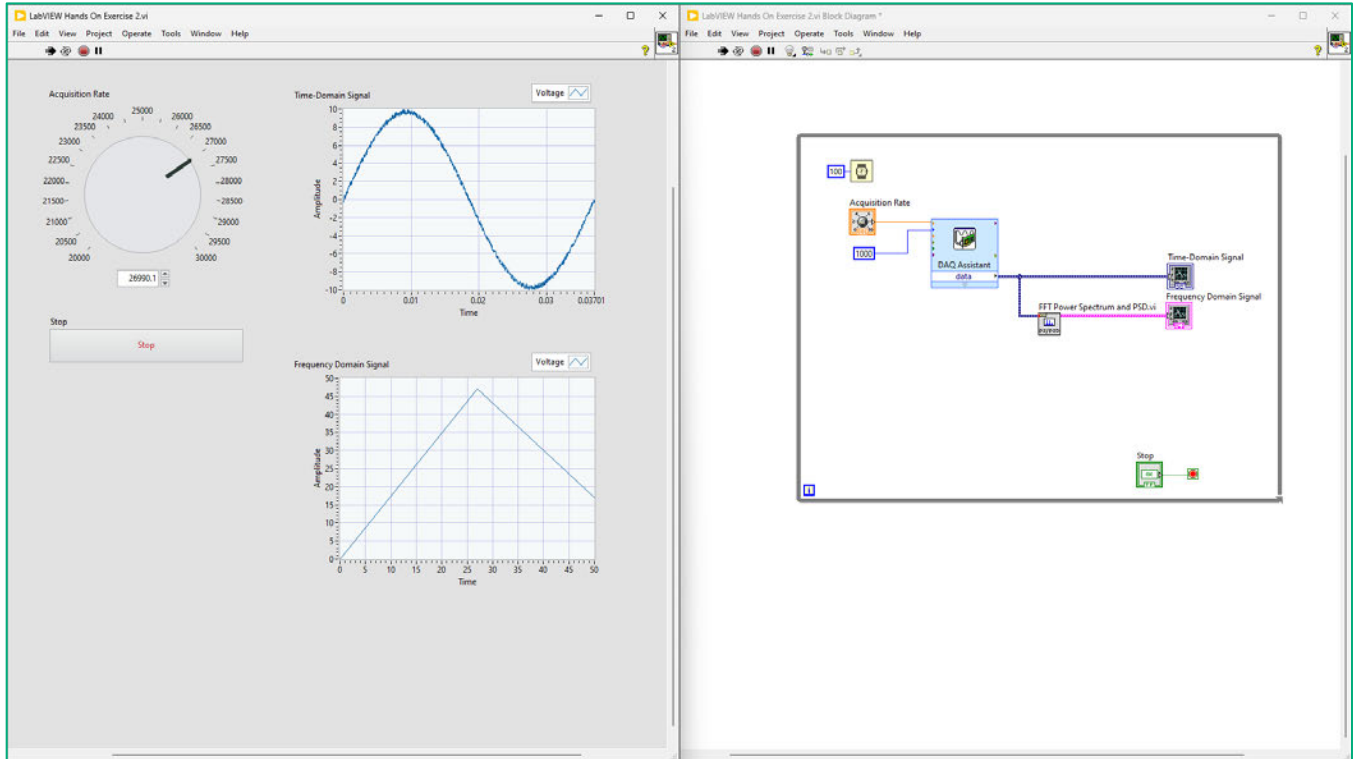 LabVIEW Hands On Exercise 2.vi
File Edit View Project Operate Tools Window Help
2
Acquisition Rate
20000
20500
21000
21500
22000
22500
23000
23500
24000
25000
26000
26500
27000
27500
28000
28500
29000
29500
30000
26990.1
Stop
Stop
Time-Domain Signal
Voltage
Amplitude
10
8
6
4
2
0
-2
-4
-6
-8
-10
0 0.01 0.02 0.03 0.03701
Time
Frequency Domain Signal
Voltage
Amplitude
50
45
40
35
30
25
20
15
10
5
0
0 5 10 15 20 25 30 35 40 45 50
Time
LabVIEW Hands On Exercise 2.vi Block Diagram *
File Edit View Project Operate Tools Window Help
2
100
Acquisition Rate
1000
DAQ Assistant
data
Time-Domain Signal
FFT Power Spectrum and PSD.vi
Frequency Domain Signal
Stop
i